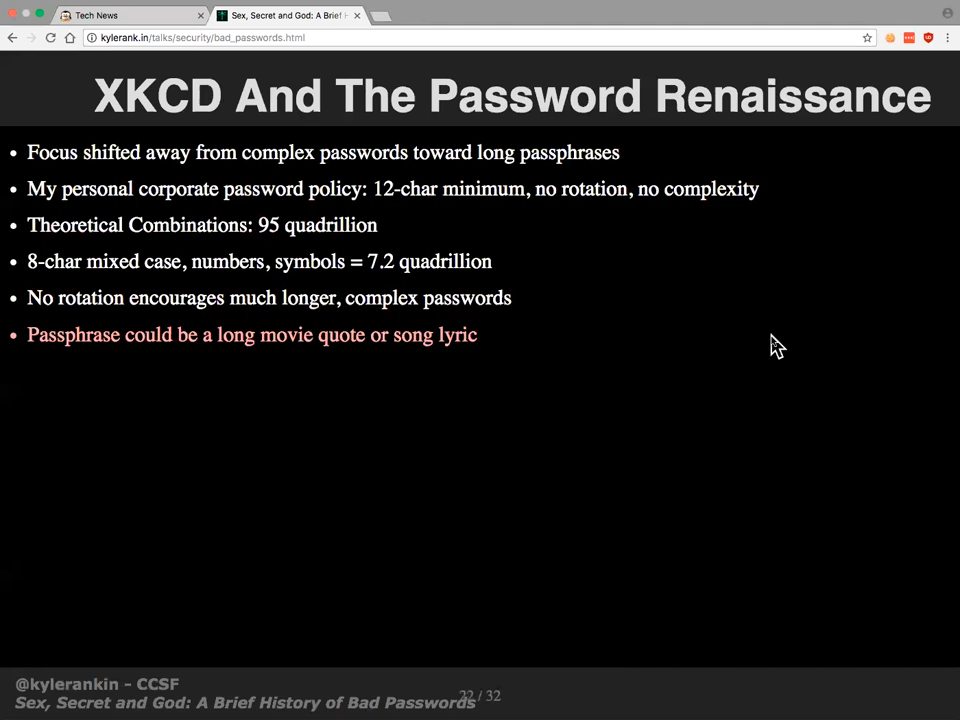 Tech News
Sex, Secret and God: A Brief H
kylerank.in/talks/security/bad_passwords.html
XKCD And The Password Renaissance
Focus shifted away from complex passwords toward long passphrases
My personal corporate password policy: 12-char minimum, no rotation, no complexity
Theoretical Combinations: 95 quadrillion
8-char mixed case, numbers, symbols = 7.2 quadrillion
No rotation encourages much longer, complex passwords
Passphrase could be a long movie quote or song lyric
@kylerankin - CCSF
Sex, Secret and God: A Brief History of Bad Passwords
22 / 32